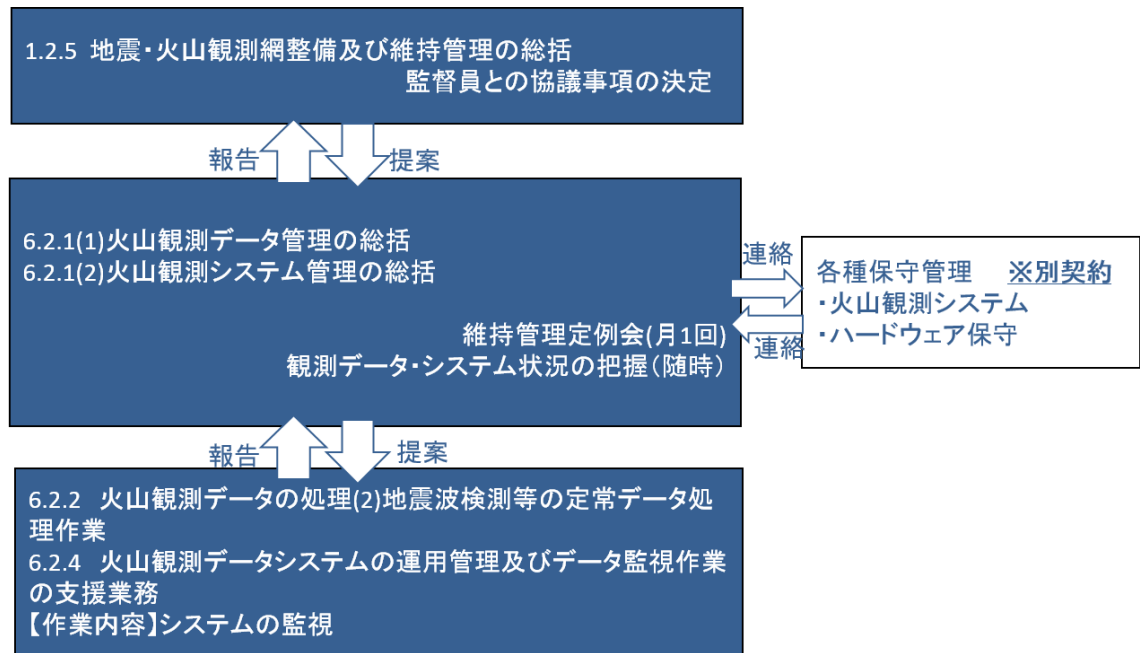 1.2.5 地震・火山観測網整備及び維持管理の総括
監督員との協議事項の決定
報告
提案
6.2.1(1)火山観測データ管理の総括
6.2.1(2)火山観測システム管理の総括
維持管理定例会(月1回)
観測データ・システム状況の把握(随時)
連絡
連絡
各種保守管理 ※別契約
・火山観測システム
・ハードウェア保守
報告
提案
6.2.2 火山観測データの処理(2)地震波検測等の定常データ処
理作業
6.2.4 火山観測データシステムの運用管理及びデータ監視作業
の支援業務
【作業内容】システムの監視